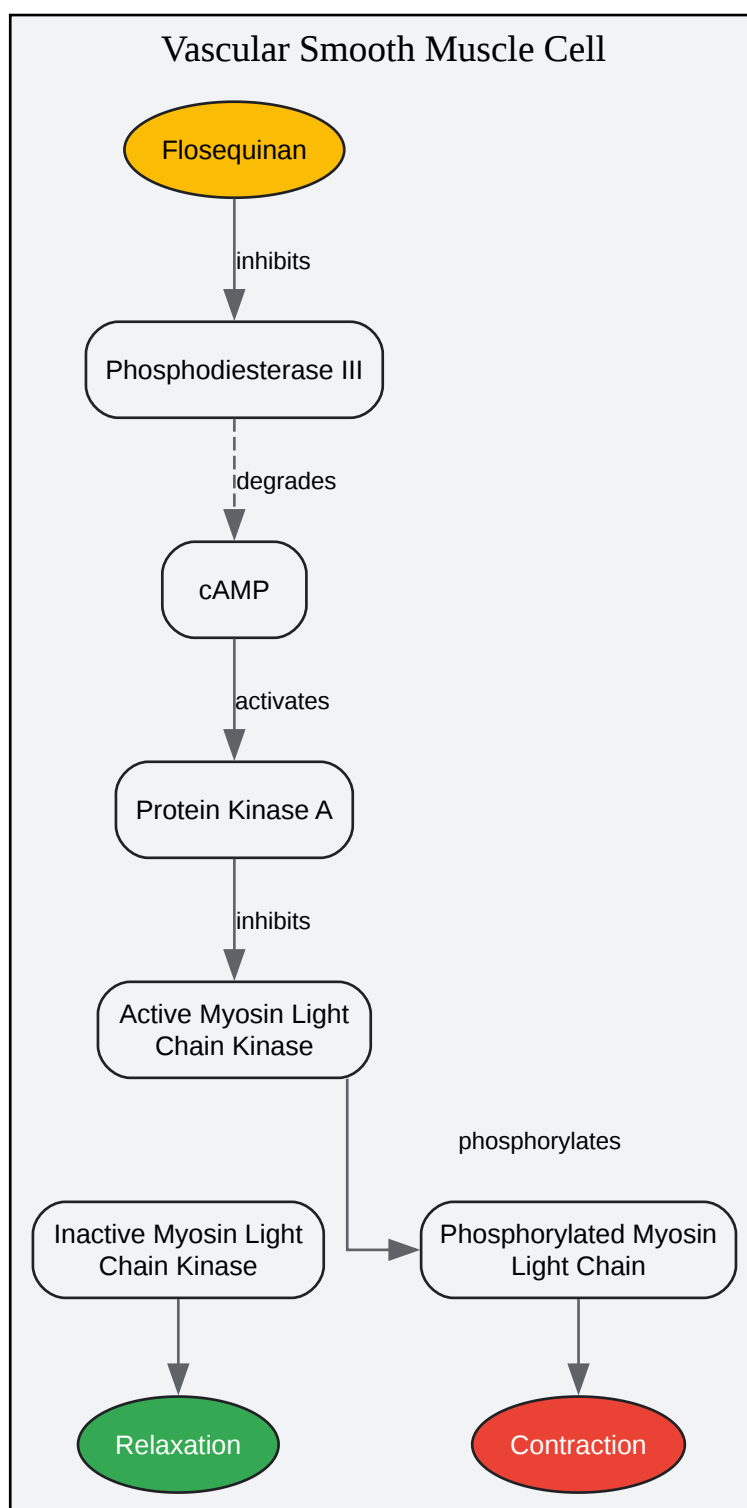 Vascular Smooth Muscle Cell
Flosequinan
inhibits
Phosphodiesterase III
degrades
cAMP
activates
Protein Kinase A
inhibits
Active Myosin Light
Chain Kinase
phosphorylates
Inactive Myosin Light
Chain Kinase
Phosphorylated Myosin
Light Chain
Relaxation
Contraction